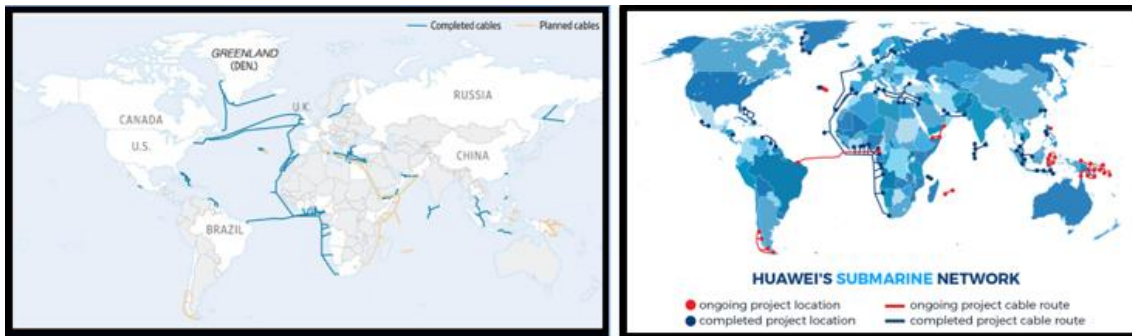 Completed cables
Planned cables
GREENLAND
(DEN.)
U.K.
RUSSIA
CANADA
U.S.
CHINA
BRAZIL
HUAWEI'S SUBMARINE NETWORK
ongoing project location
ongoing project cable route
completed project location
completed project cable route